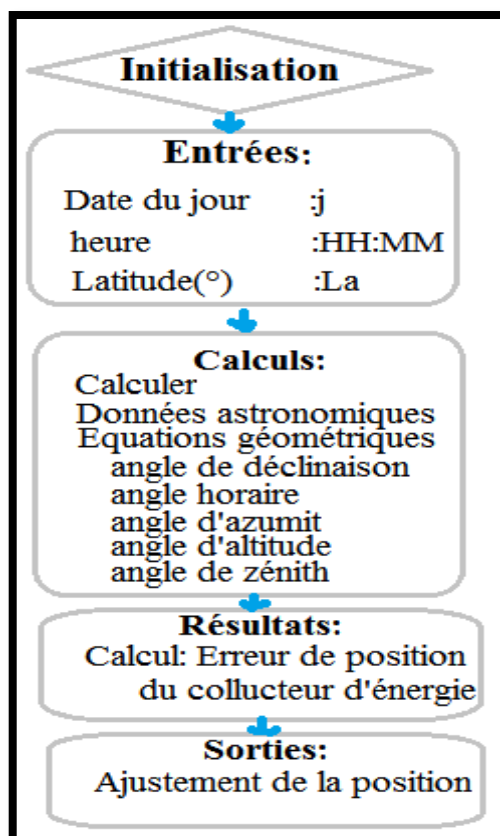 Initialisation
Entrées:
Date du jour :j
heure :HH:MM
Latitude(°) :La
Calculs:
Calculer
Données astronomiques
Equations géométriques
angle de déclinaison
angle horaire
angle d'azumit
angle d'altitude
angle de zénith
Résultats:
Calcul: Erreur de position
du collucteur d'énergie
Sorties:
Ajustement de la position